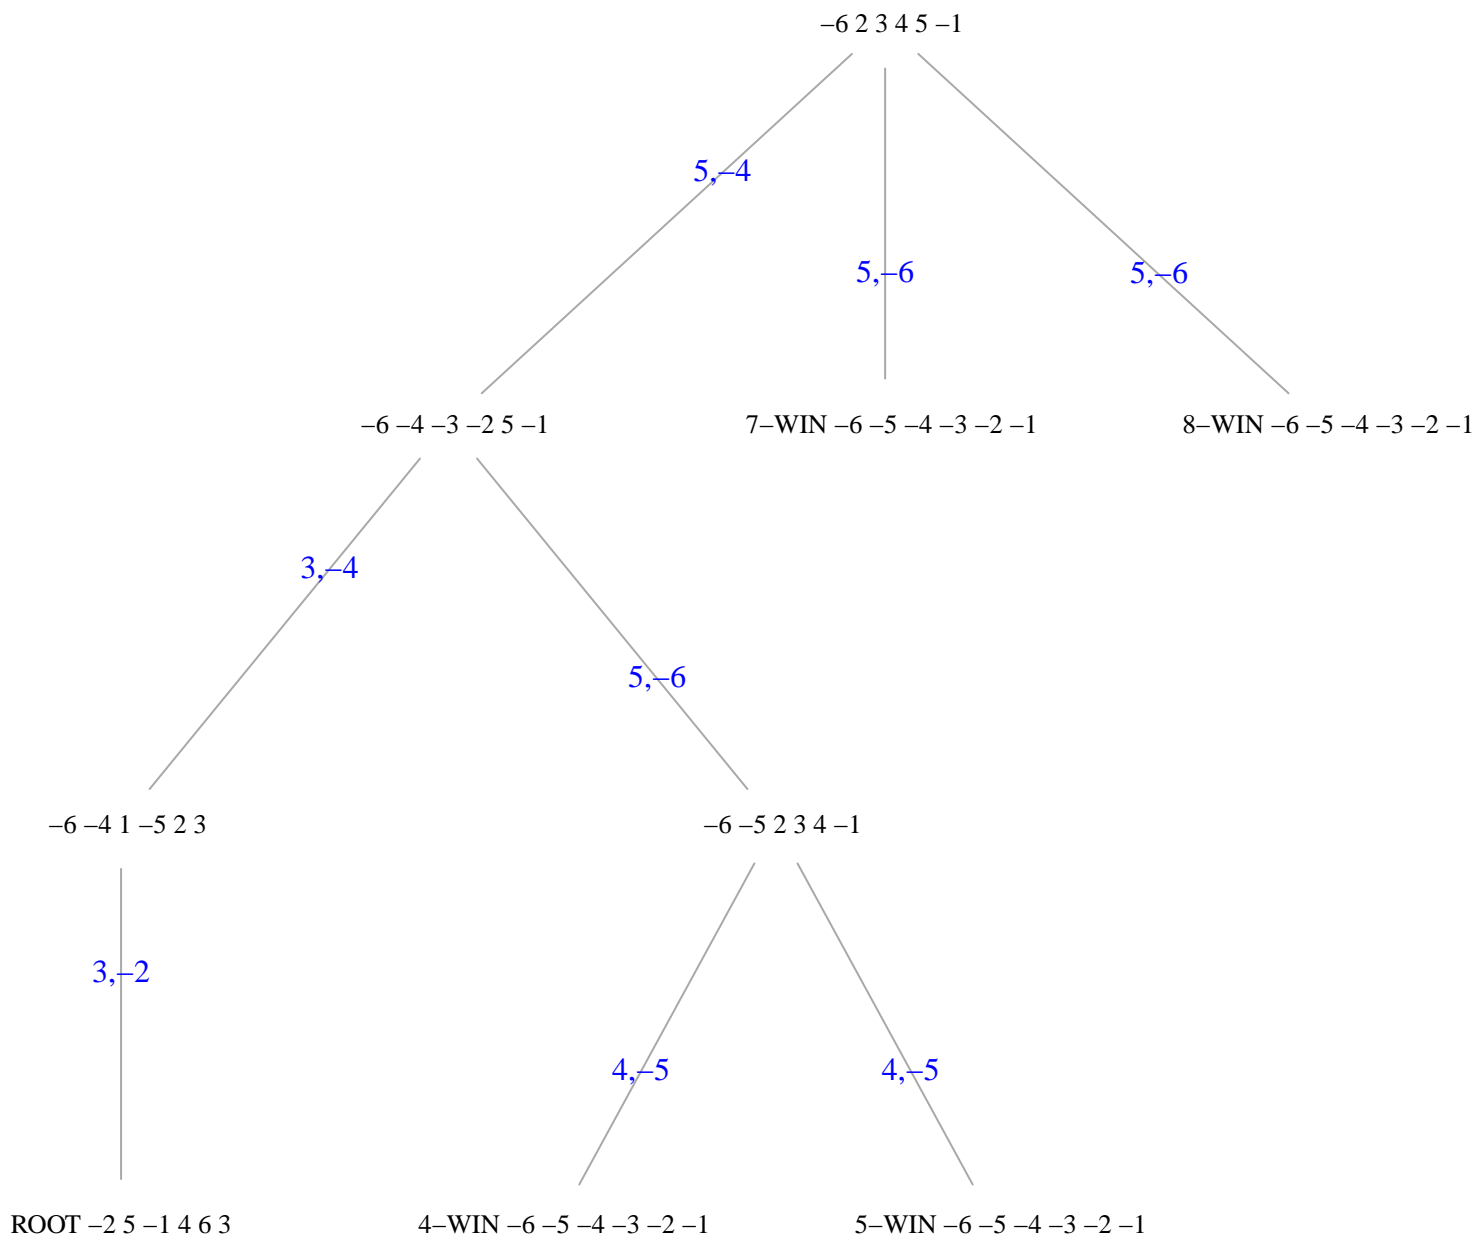 –6 2 3 4 5 –1
5,–4
5,–6
5,–6
–6 –4 –3 –2 5 –1
7–WIN –6 –5 –4 –3 –2 –1
8–WIN –6 –5 –4 –3 –2 –1
3,–4
5,–6
–6 –4 1 –5 2 3
–6 –5 2 3 4 –1
3,–2
4,–5
4,–5
ROOT –2 5 –1 4 6 3
4–WIN –6 –5 –4 –3 –2 –1
5–WIN –6 –5 –4 –3 –2 –1